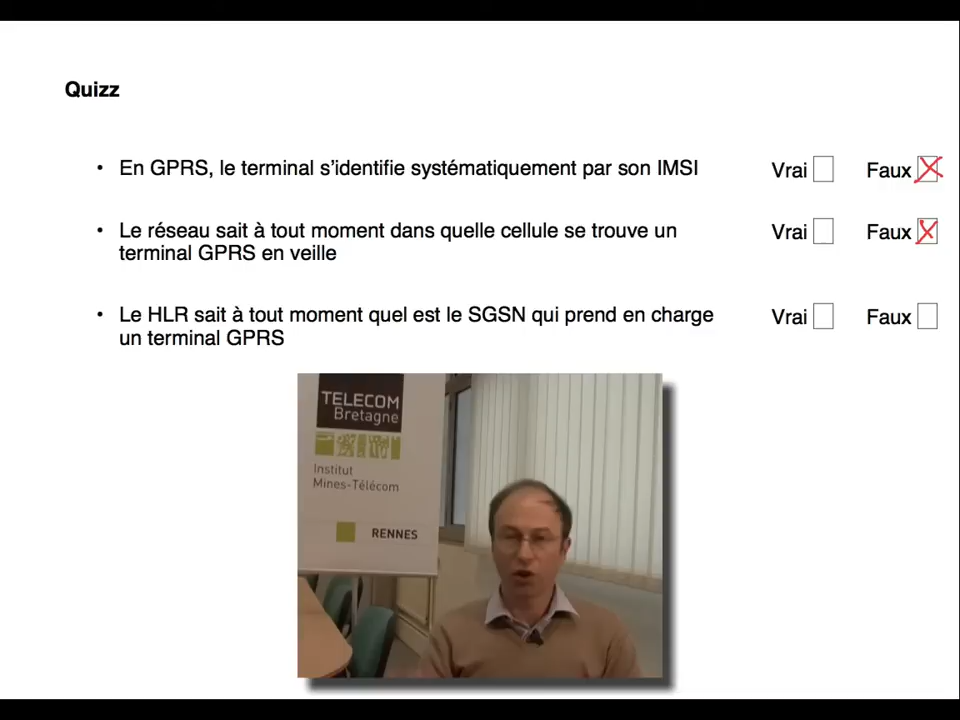 Quizz
• En GPRS, le terminal s'identifie systématiquement par son IMSI Vrai Faux
• Le réseau sait à tout moment dans quelle cellule se trouve un Vrai Faux
terminal GPRS en veille
• Le HLR sait à tout moment quel est le SGSN qui prend en charge Vrai Faux
un terminal GPRS
TELECOM
Bretagne
Institut
Mines-Télécom
RENNES